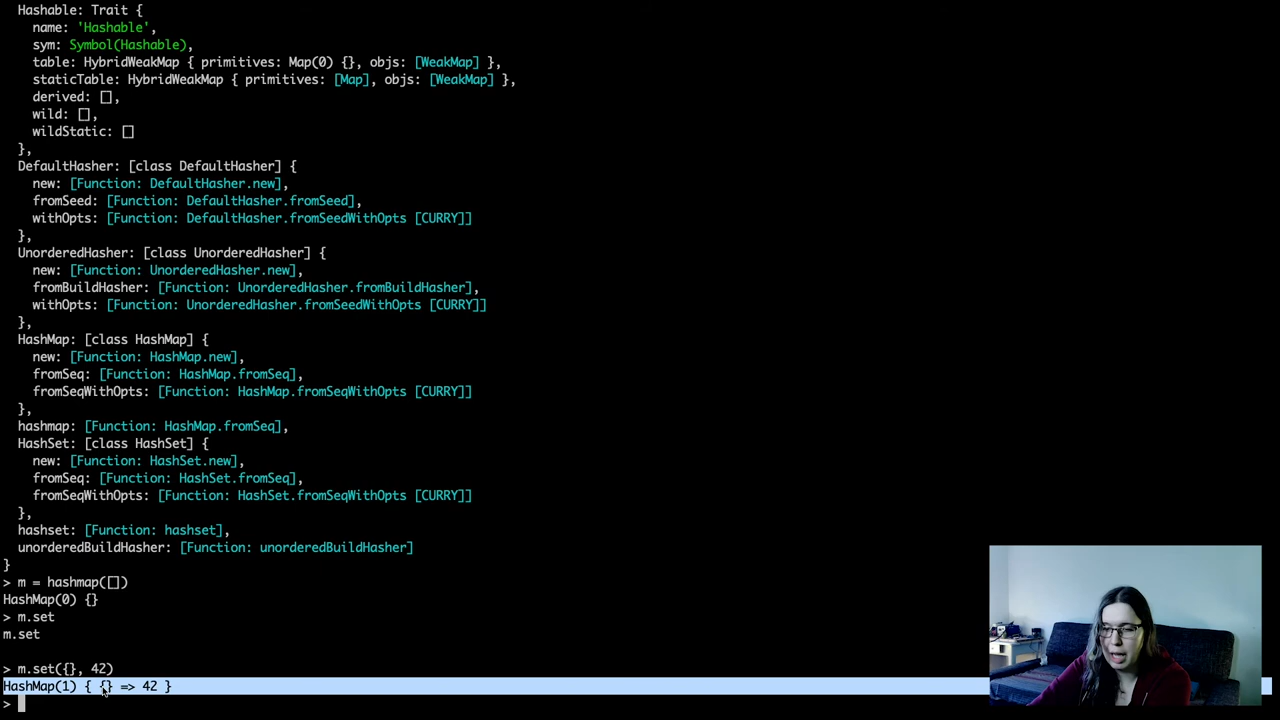 Hashable: Trait {
name: 'Hashable',
sym: Symbol(Hashable),
table: HybridWeakMap { primitives: Map(0) {}, objs: [WeakMap] },
staticTable: HybridWeakMap { primitives: [Map], objs: [WeakMap] },
derived: [],
wild: [],
wildStatic: []
},
DefaultHasher: [class DefaultHasher] {
new: [Function: DefaultHasher.new],
fromSeed: [Function: DefaultHasher.fromSeed],
withOpts: [Function: DefaultHasher.fromSeedWithOpts [CURRY]]
},
UnorderedHasher: [class UnorderedHasher] {
new: [Function: UnorderedHasher.new],
fromBuildHasher: [Function: UnorderedHasher.fromBuildHasher],
withOpts: [Function: UnorderedHasher.fromSeedWithOpts [CURRY]]
},
HashMap: [class HashMap] {
new: [Function: HashMap.new],
fromSeq: [Function: HashMap.fromSeq],
fromSeqWithOpts: [Function: HashMap.fromSeqWithOpts [CURRY]]
},
hashmap: [Function: HashMap.fromSeq],
HashSet: [class HashSet] {
new: [Function: HashSet.new],
fromSeq: [Function: HashSet.fromSeq],
fromSeqWithOpts: [Function: HashSet.fromSeqWithOpts [CURRY]]
},
hashset: [Function: hashset],
unorderedBuildHasher: [Function: unorderedBuildHasher]
}
> m = hashmap([])
HashMap(0) {}
> m.set
m.set
> m.set({}, 42)
HashMap(1) { {} => 42 }
>